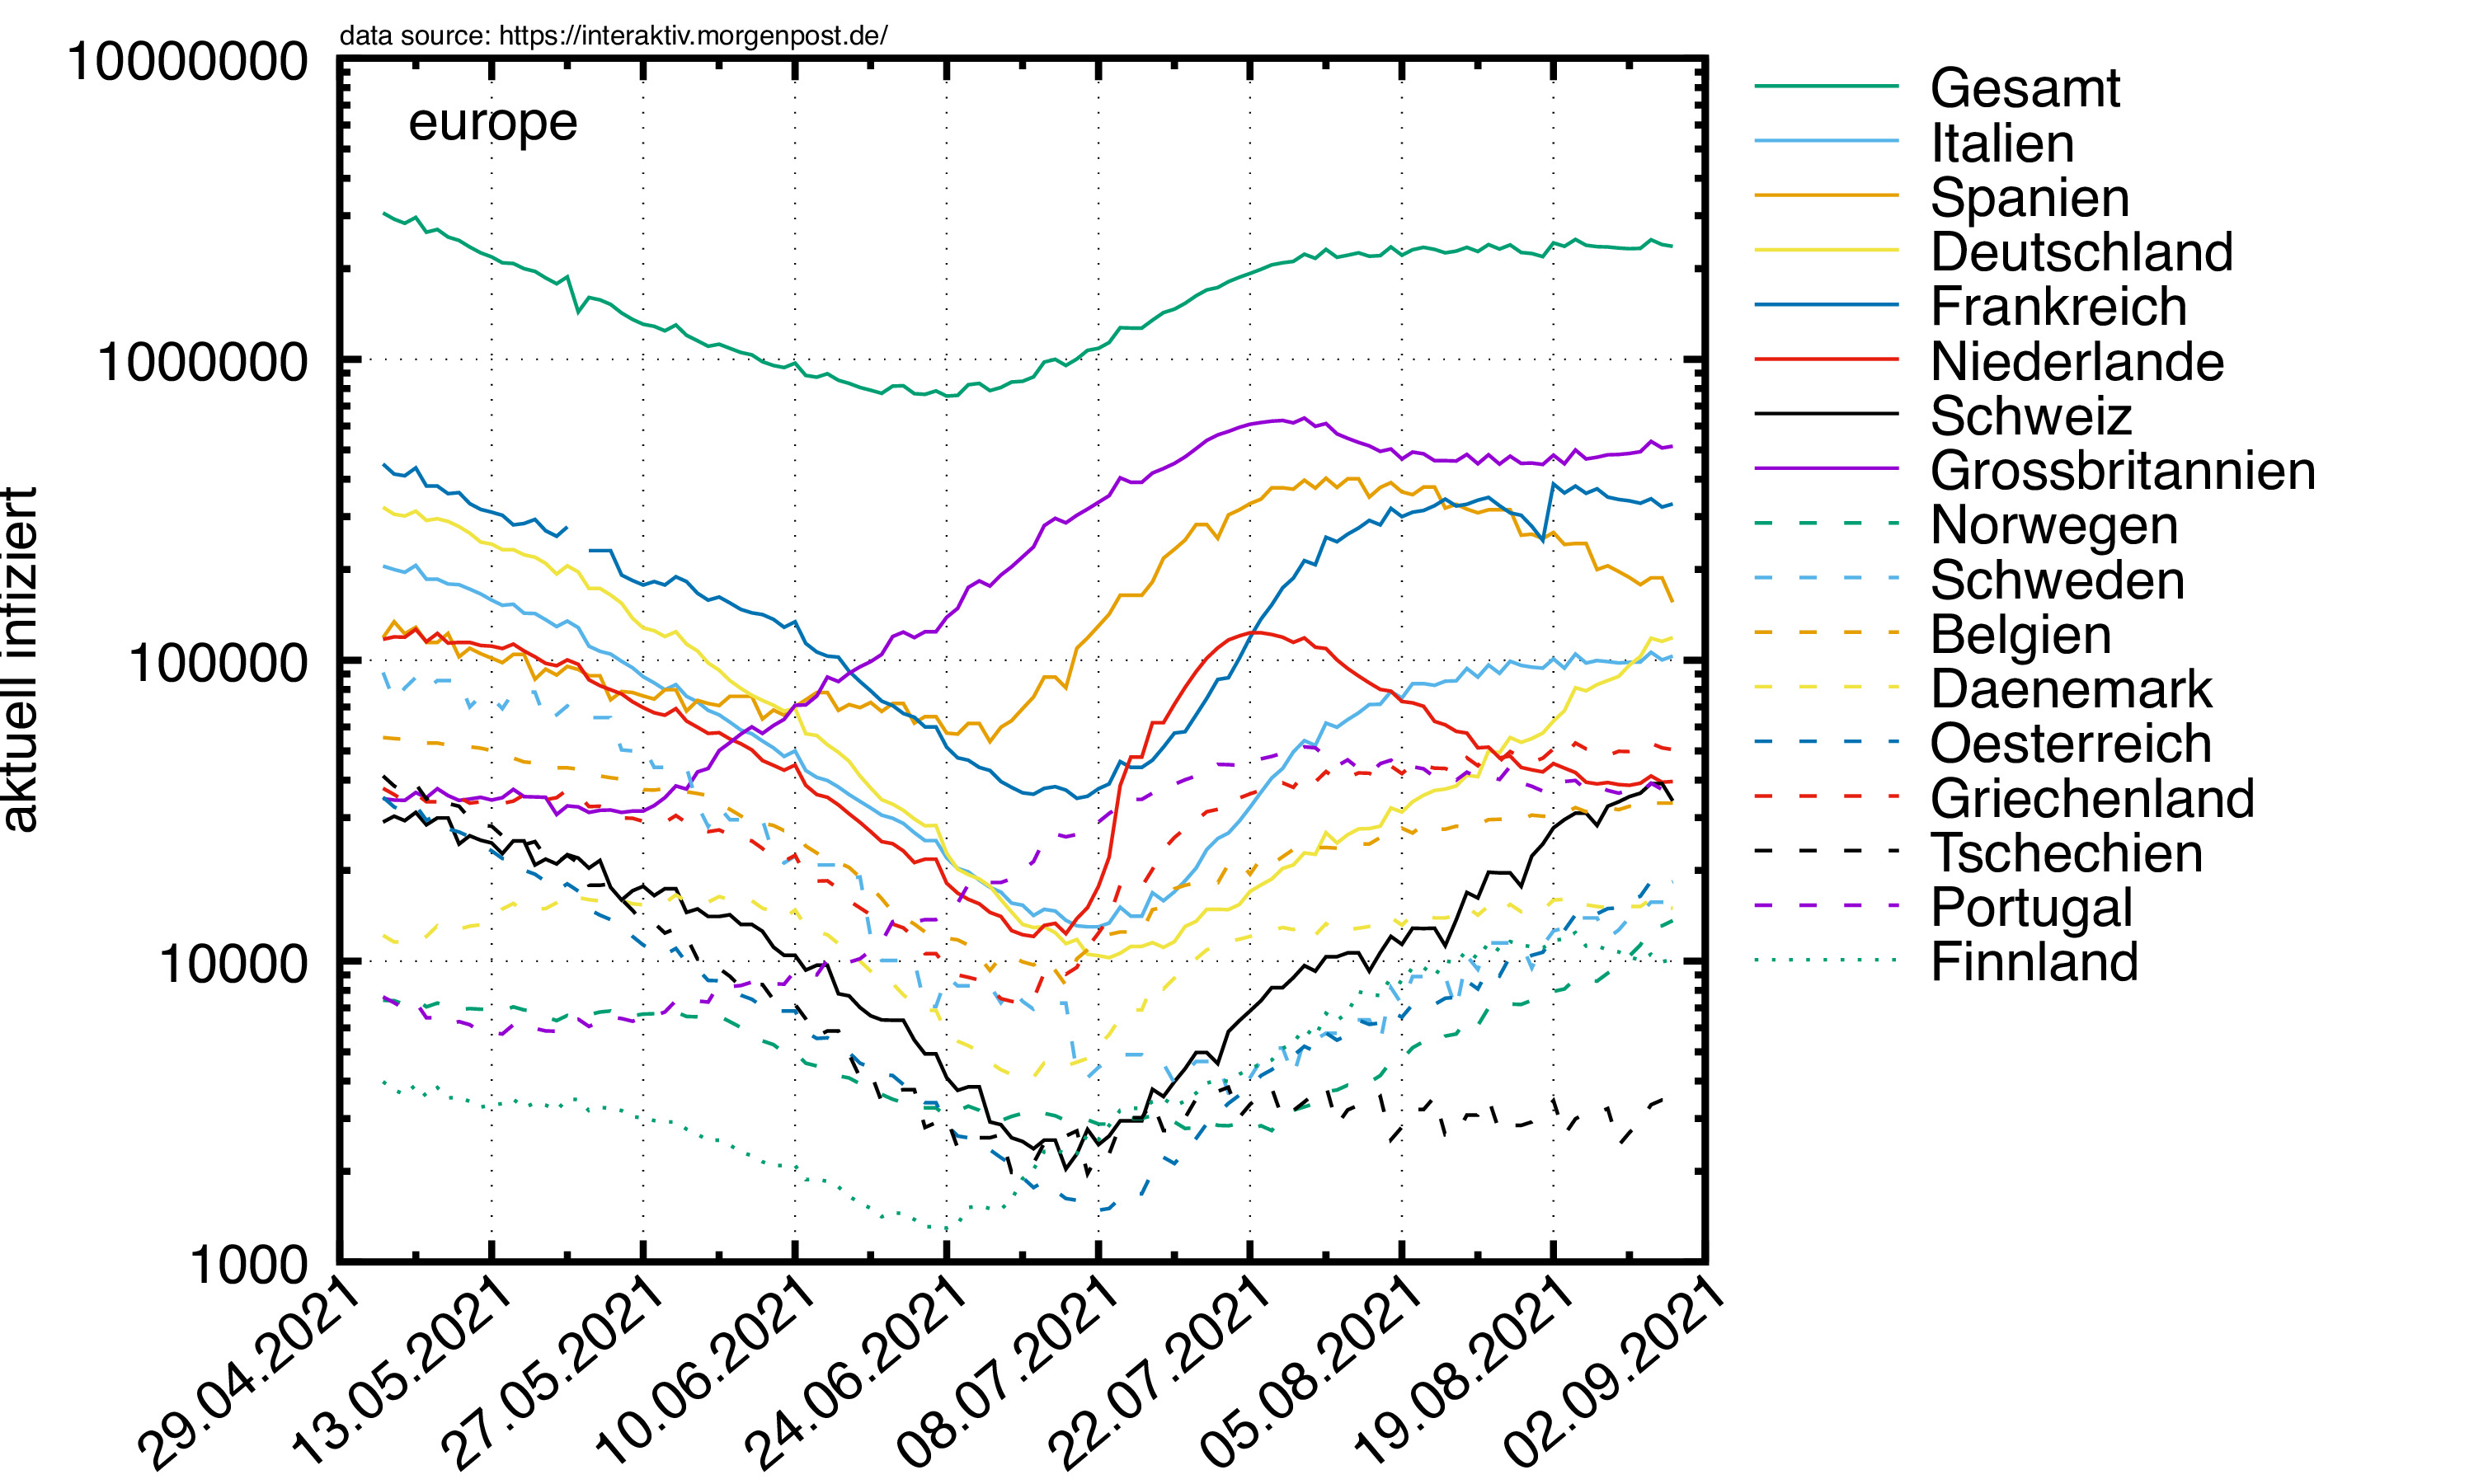 data source: https://interaktiv.morgenpost.de/
10000000
1000000
100000
10000
1000
aktuell infiziert
europe
Gesamt
Italien
Spanien
Deutschland
Frankreich
Niederlande
Schweiz
Grossbritannien
Norwegen
Schweden
Belgien
Daenemark
Oesterreich
Griechenland
Tschechien
Portugal
Finnland
29.04.2021
13.05.2021
27.05.2021
10.06.2021
24.06.2021
08.07.2021
22.07.2021
05.08.2021
19.08.2021
02.09.2021